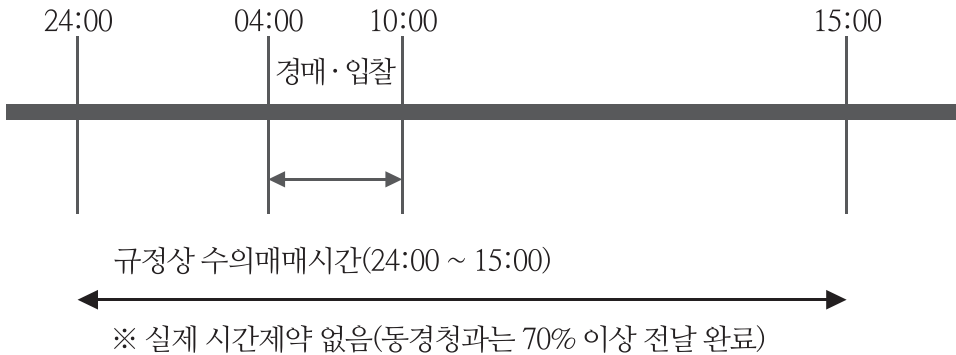 24:00 04:00 10:00 15:00
경매 · 입찰
규정상 수의매매시간(24:00 ~ 15:00)
※ 실제 시간제약 없음(동경청과는 70% 이상 전날 완료)